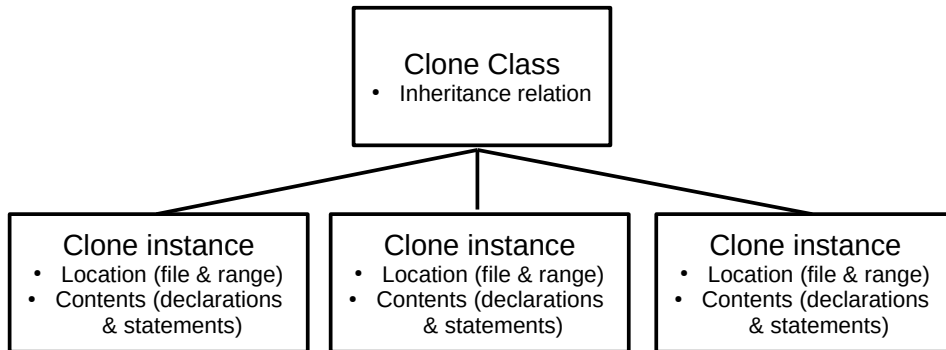 Clone Class
• Inheritance relation
Clone instance
• Location (file & range)
• Contents (declarations
& statements)
Clone instance
• Location (file & range)
• Contents (declarations
& statements)
Clone instance
• Location (file & range)
• Contents (declarations
& statements)